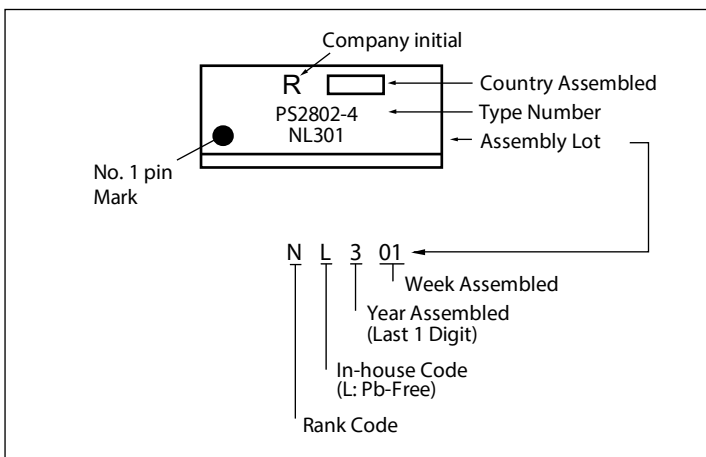 Company initial
R
Country Assembled
PS2802-4
Type Number
NL301
Assembly Lot
No. 1 pin
Mark
N L 3 01
Week Assembled
Year Assembled
(Last 1 Digit)
In-house Code
(L: Pb-Free)
Rank Code